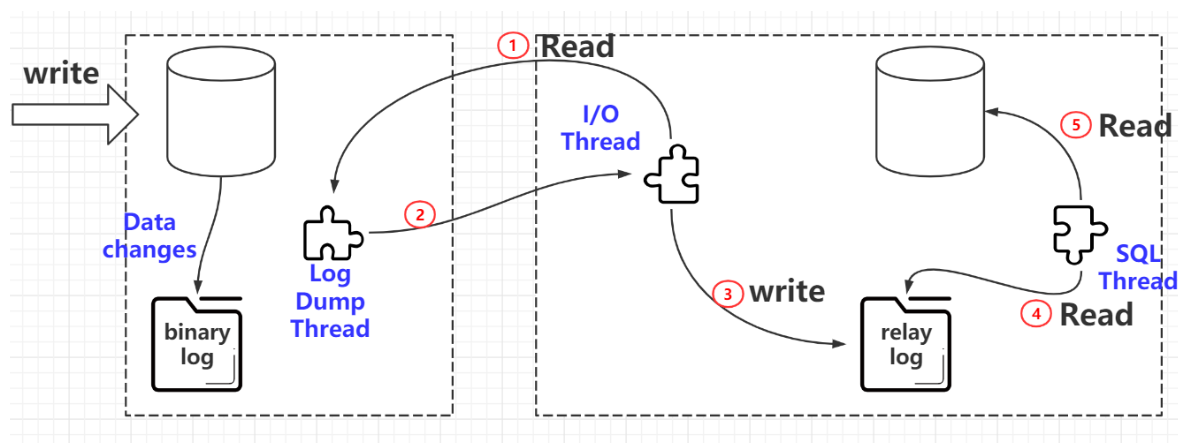 write
Data
changes
binary
log
Log
Dump
Thread
1 Read
2
I/O
Thread
3 write
relay
log
4 Read
SQL
Thread
5 Read